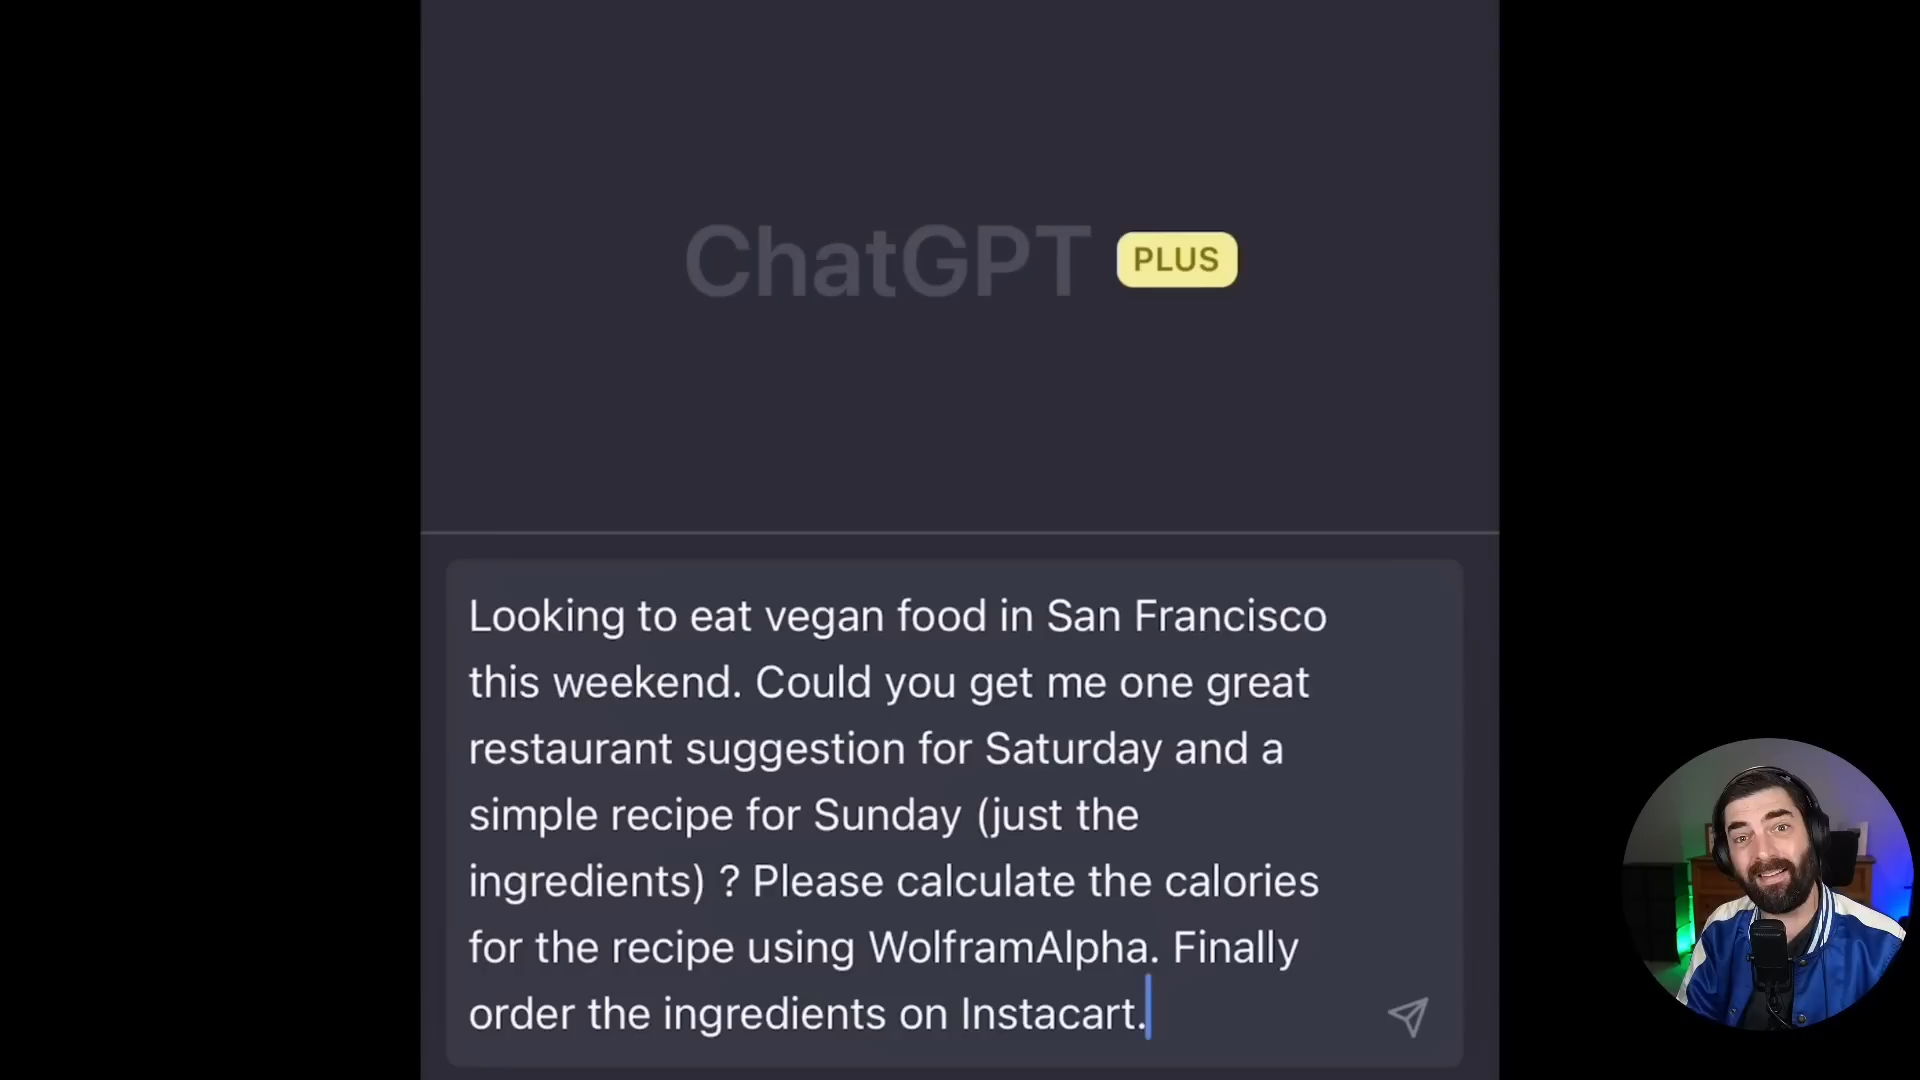 ChatGPT PLUS
Looking to eat vegan food in San Francisco
this weekend. Could you get me one great
restaurant suggestion for Saturday and a
simple recipe for Sunday (just the
ingredients) ? Please calculate the calories
for the recipe using WolframAlpha. Finally
order the ingredients on Instacart.